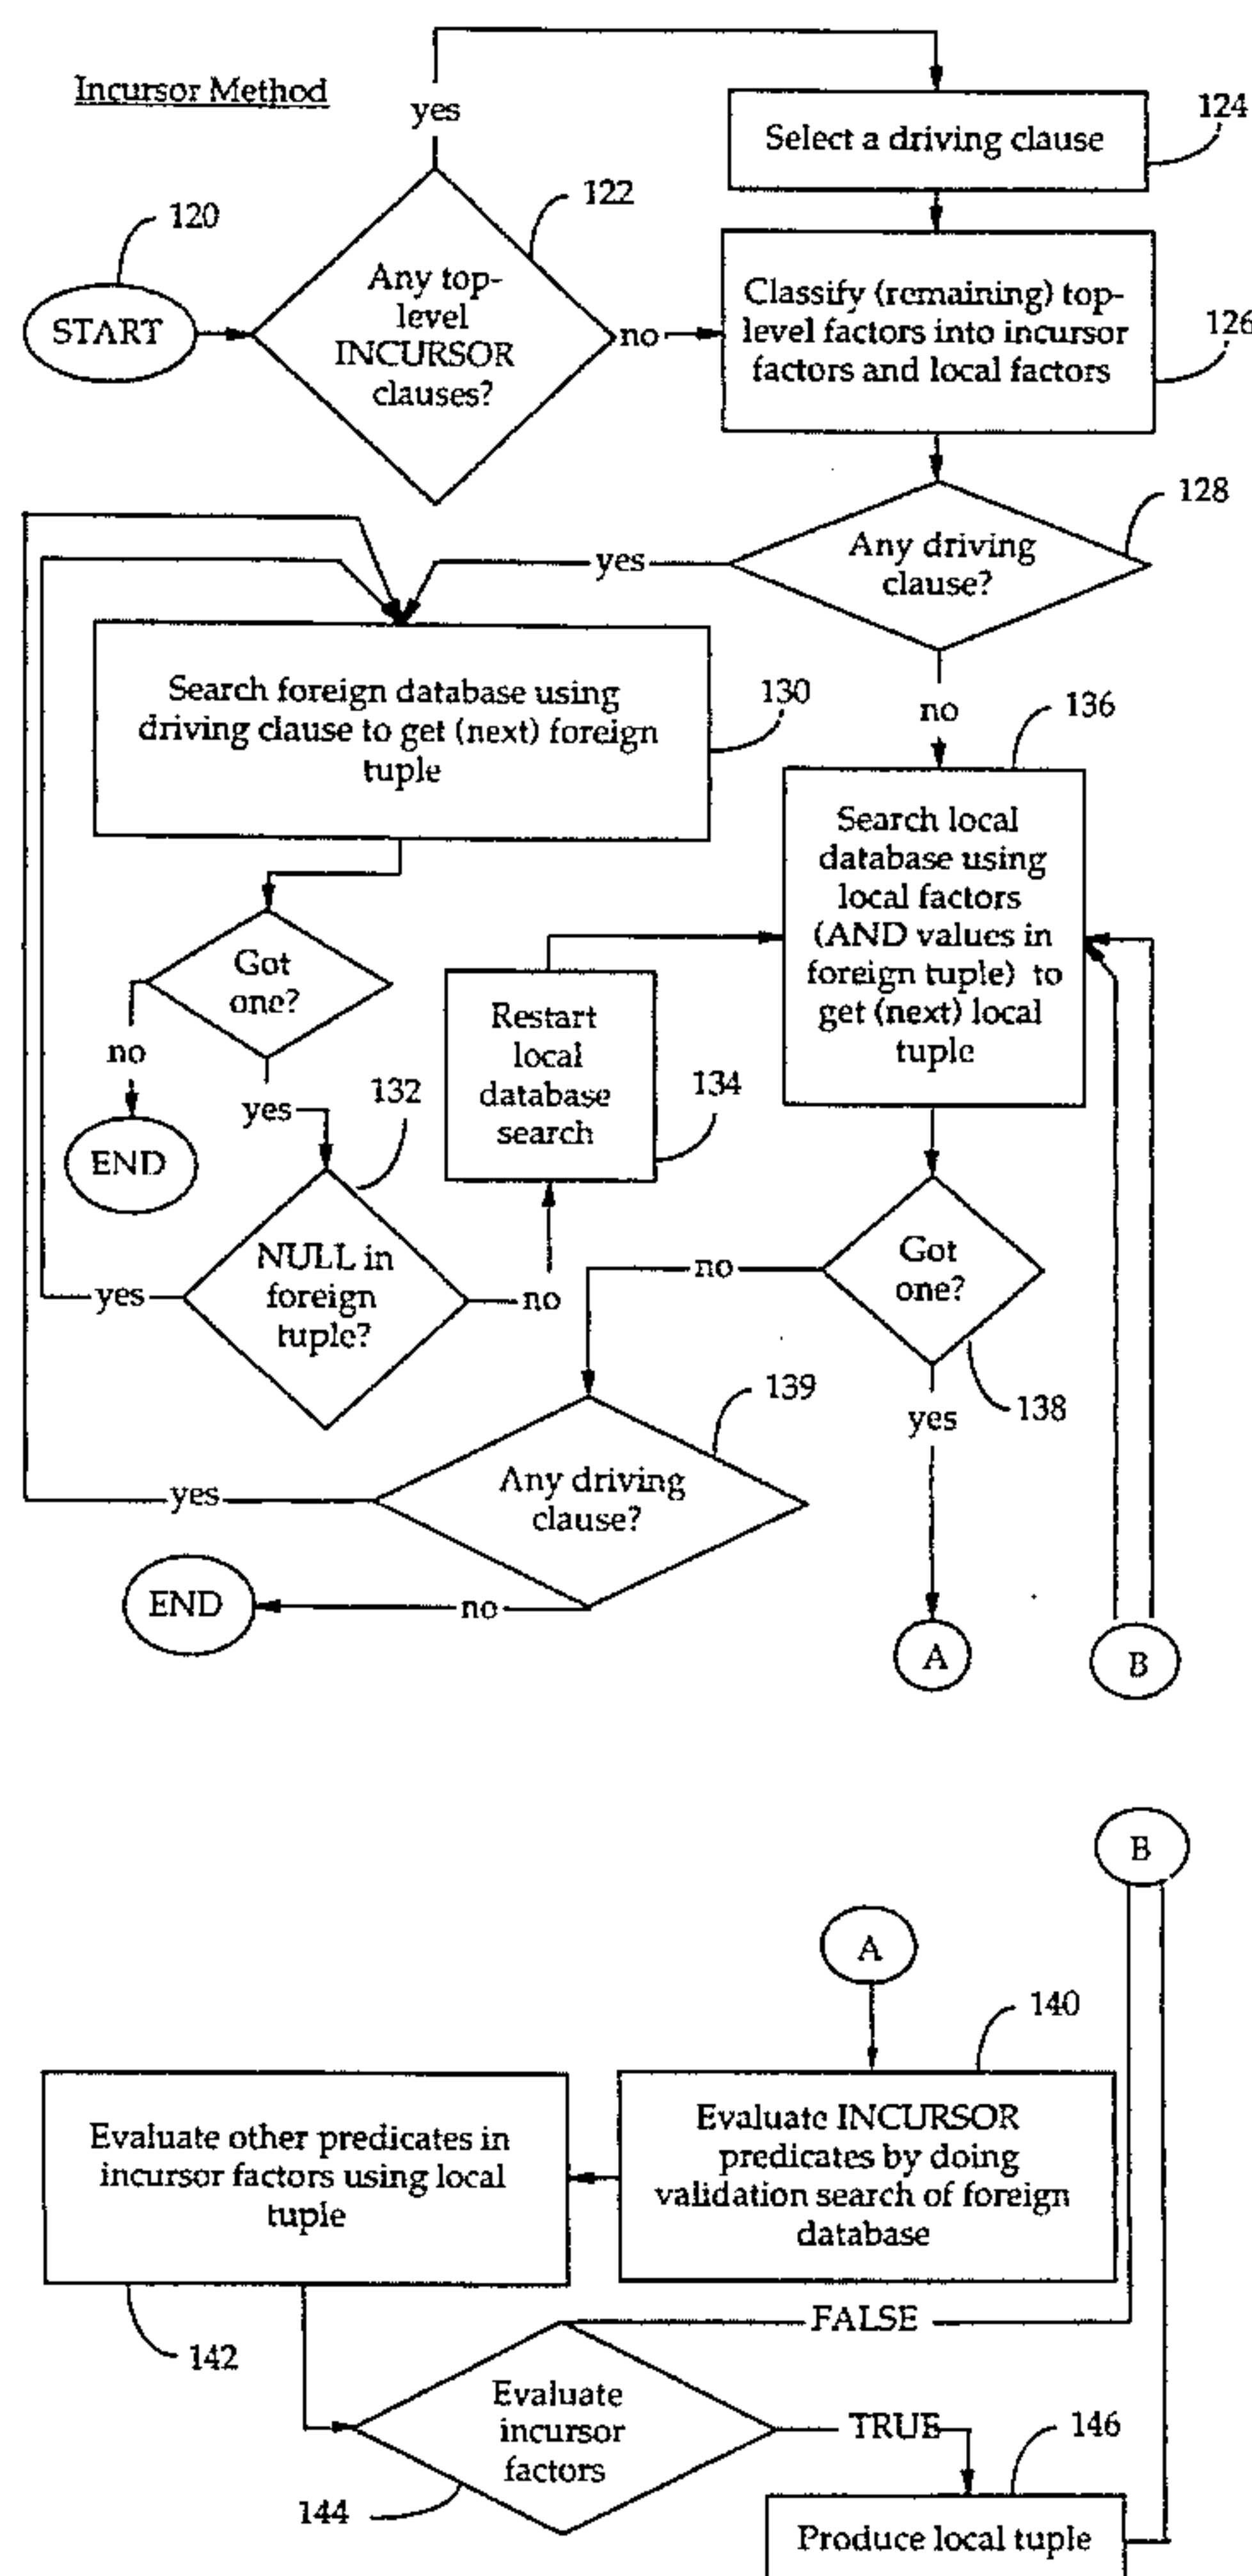 Incursor Method
yes
Select a driving clause
124
120
122
START
Any top-
level
INCURSOR
clauses?
no
Classify (remaining) top-
level factors into incursor
factors and local factors
126
128
Any driving
clause?
yes
no
Search foreign database using
driving clause to get (next) foreign
tuple
130
136
Search local
database using
local factors
(AND values in
foreign tuple) to
get (next) local
tuple
Got
one?
no
yes
END
Restart
local
database
search
134
132
NULL in
foreign
tuple?
yes
no
Got
one?
no
138
yes
139
Any driving
clause?
yes
no
END
A
B
B
A
140
Evaluate INCURSOR
predicates by doing
validation search of foreign
database
Evaluate other predicates in
incursor factors using local
tuple
142
FALSE
Evaluate
incursor
factors
TRUE
144
146
Produce local tuple